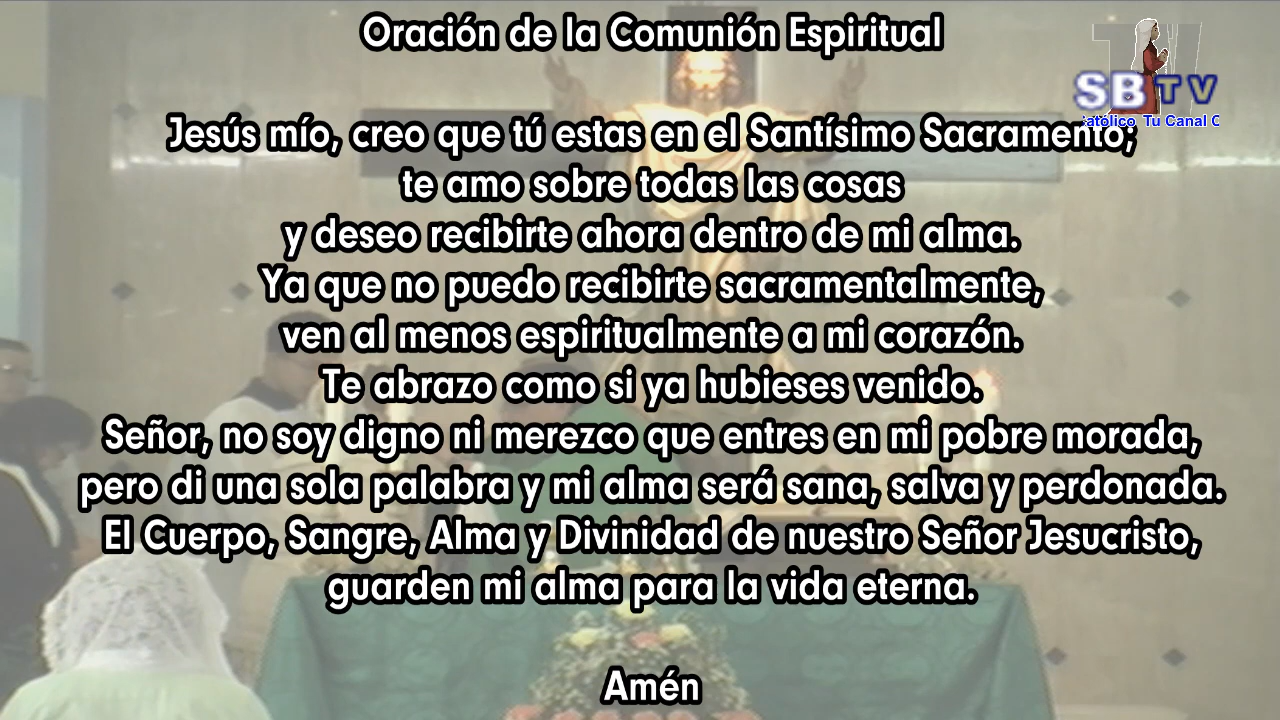 Oración de la Comunión Espiritual
SB TV
atólico Tu Canal C
Jesús mío, creo que tú estas en el Santísimo Sacramento;
te amo sobre todas las cosas
y deseo recibirte ahora dentro de mi alma.
Ya que no puedo recibirte sacramentalmente,
ven al menos espiritualmente a mi corazón.
Te abrazo como si ya hubieses venido.
Señor, no soy digno ni merezco que entres en mi pobre morada,
pero di una sola palabra y mi alma será sana, salva y perdonada.
El Cuerpo, Sangre, Alma y Divinidad de nuestro Señor Jesucristo,
guarden mi alma para la vida eterna.
Amén